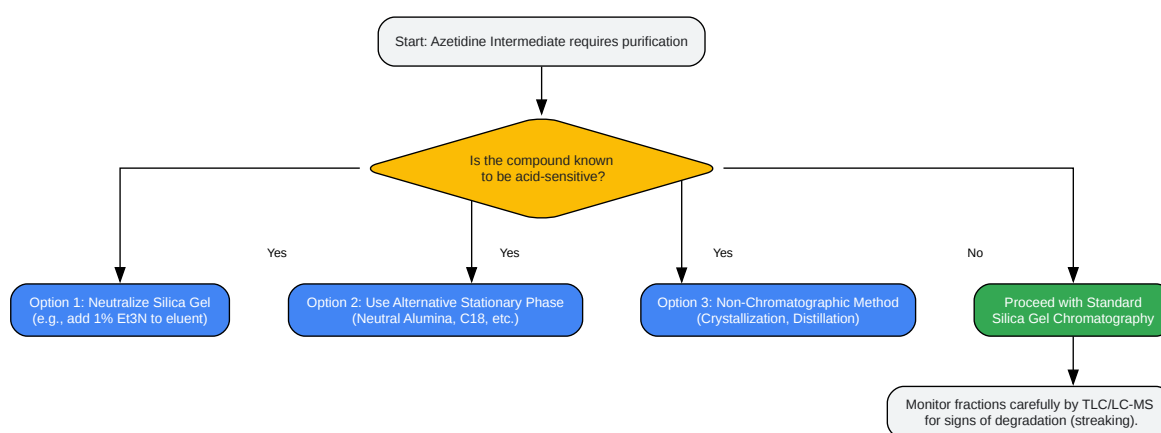 Start: Azetidine Intermediate requires purification
Is the compound known
to be acid-sensitive?
Yes
Yes
Yes
No
Option 1: Neutralize Silica Gel
(e.g., add 1% Et3N to eluent)
Option 2: Use Alternative Stationary Phase
(Neutral Alumina, C18, etc.)
Option 3: Non-Chromatographic Method
(Crystallization, Distillation)
Proceed with Standard
Silica Gel Chromatography
Monitor fractions carefully by TLC/LC-MS
for signs of degradation (streaking).